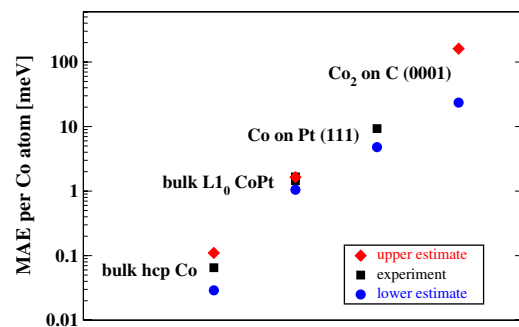 MAE per Co atom [meV]
100
10
1
0.1
0.01
Co₂ on C (0001)
Co on Pt (111)
bulk L1₀ CoPt
bulk hcp Co
upper estimate
experiment
lower estimate